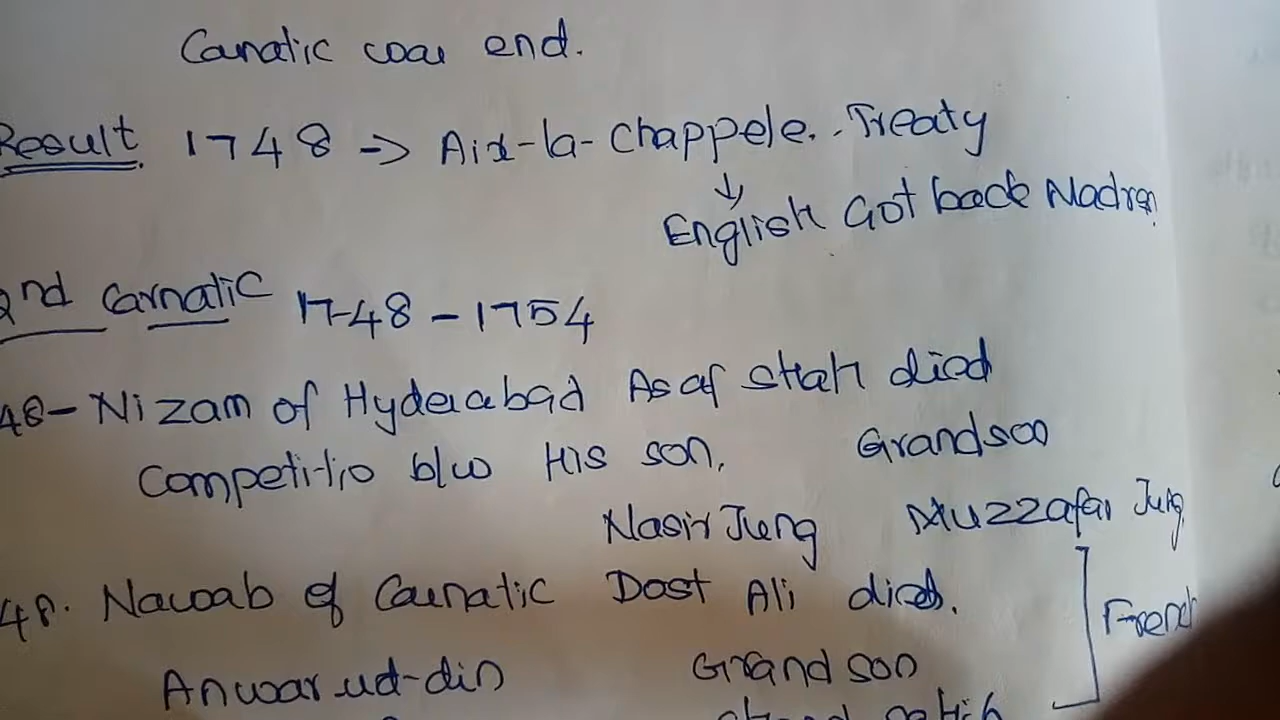 Carnatic war end.
Result. 1748 => Aix-la-Chappele. Treaty
↓
English Got back Madras
2nd Carnatic 1748 - 1754
48- Nizam of Hyderabad Asaf Shah died
Competitio b/w His son, Grandson
Nasir Jung Muzzafar Jung
48. Nawab of Carnatic Dost Ali died.
French
Anwar ud-din Grand son